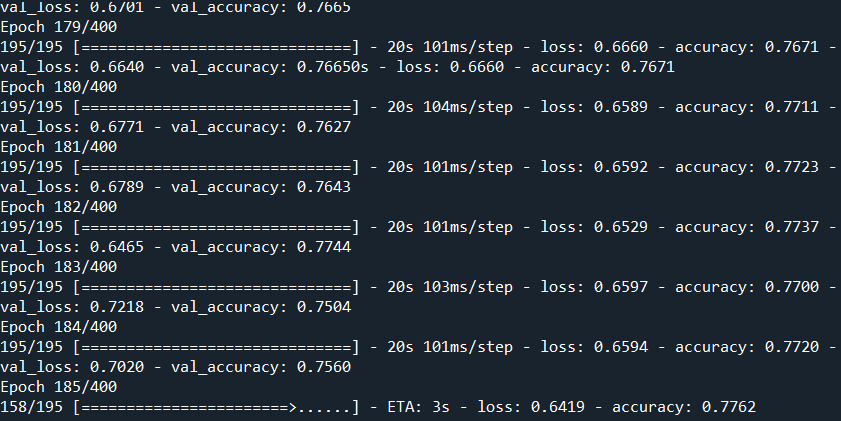 val_loss: 0.6701 - val_accuracy: 0.7665
Epoch 179/400
195/195 [==============================] - 20s 101ms/step - loss: 0.6660 - accuracy: 0.7671 -
val_loss: 0.6640 - val_accuracy: 0.76650s - loss: 0.6660 - accuracy: 0.7671
Epoch 180/400
195/195 [==============================] - 20s 104ms/step - loss: 0.6589 - accuracy: 0.7711 -
val_loss: 0.6771 - val_accuracy: 0.7627
Epoch 181/400
195/195 [==============================] - 20s 101ms/step - loss: 0.6592 - accuracy: 0.7723 -
val_loss: 0.6789 - val_accuracy: 0.7643
Epoch 182/400
195/195 [==============================] - 20s 101ms/step - loss: 0.6529 - accuracy: 0.7737 -
val_loss: 0.6465 - val_accuracy: 0.7744
Epoch 183/400
195/195 [==============================] - 20s 103ms/step - loss: 0.6597 - accuracy: 0.7700 -
val_loss: 0.7218 - val_accuracy: 0.7504
Epoch 184/400
195/195 [==============================] - 20s 101ms/step - loss: 0.6594 - accuracy: 0.7720 -
val_loss: 0.7020 - val_accuracy: 0.7560
Epoch 185/400
158/195 [=======================>......] - ETA: 3s - loss: 0.6419 - accuracy: 0.7762